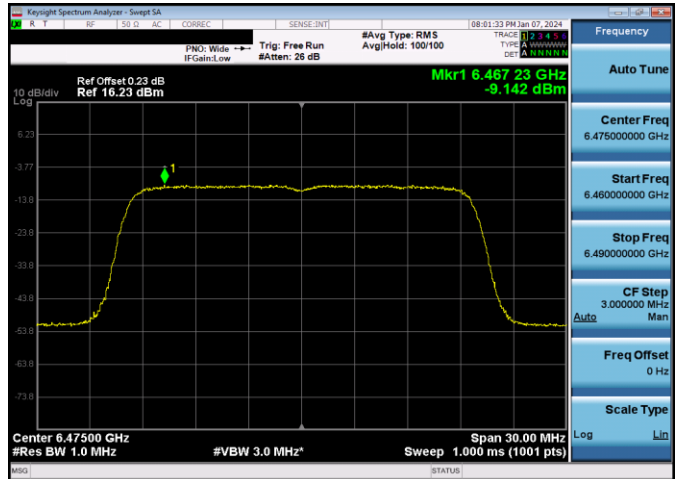 Keysight Spectrum Analyzer - Swept SA
R T RF 50 Ω AC CORREC SENSE:INT 08:01:33 PM Jan 07, 2024
#Avg Type: RMS
Avg|Hold: 100/100
TRACE 1 2 3 4 5 6
TYPE A WWWWW
DET A N N N N N
PNO: Wide
IFGain:Low
Trig: Free Run
#Atten: 26 dB
Mkr1 6.467 23 GHz
-9.142 dBm
Ref Offset 0.23 dB
10 dB/div Ref 16.23 dBm
Log
6.23
-3.77
-13.8
-23.8
-33.8
-43.8
-53.8
-63.8
-73.8
1
Center 6.47500 GHz Span 30.00 MHz
#Res BW 1.0 MHz #VBW 3.0 MHz* Sweep 1.000 ms (1001 pts)
MSG STATUS
Frequency
Auto Tune
Center Freq
6.475000000 GHz
Start Freq
6.460000000 GHz
Stop Freq
6.490000000 GHz
CF Step
3.000000 MHz
Auto Man
Freq Offset
0 Hz
Scale Type
Log Lin